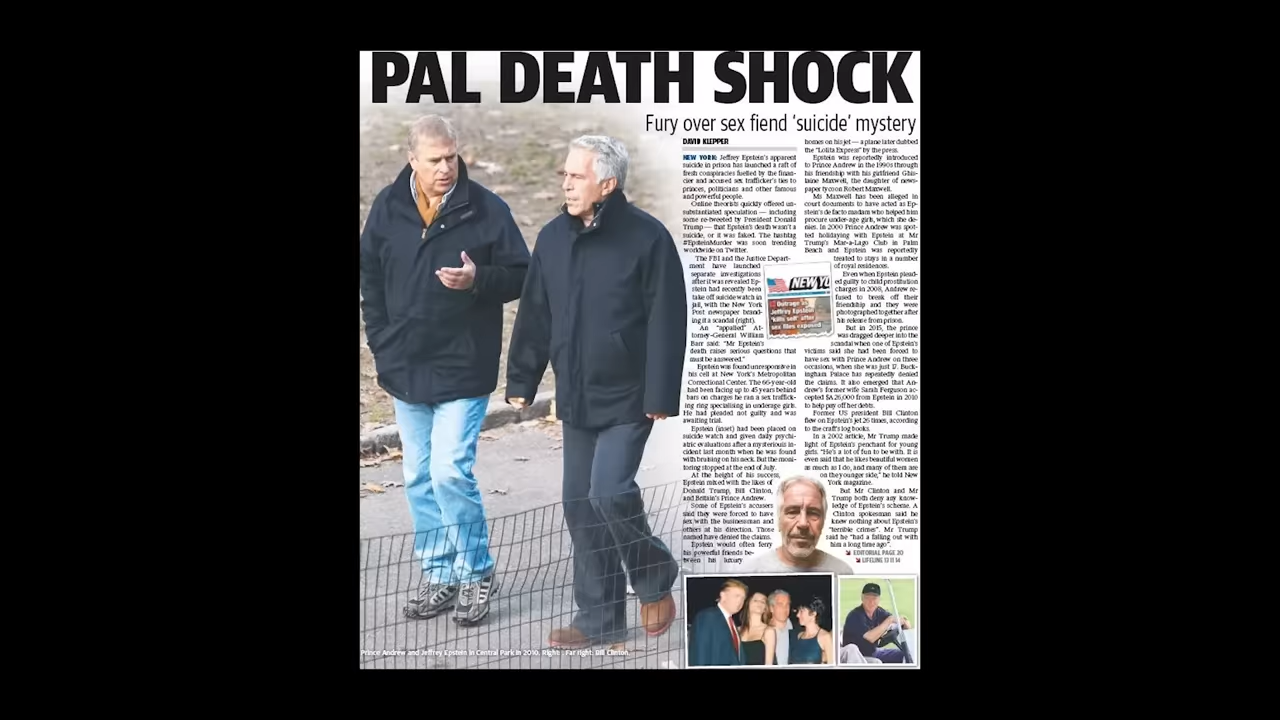 PAL DEATH SHOCK
Fury over sex fiend ‘suicide’ mystery
DAVID KLEPPER
NEW YORK: Jeffrey Epstein’s apparent
suicide in prison has launched a raft of
fresh conspiracies fuelled by the finan-
cier and accused sex trafficker’s ties to
princes, politicians and other famous
and powerful people.
Online theorists quickly offered un-
substantiated speculation — including
some re-tweeted by President Donald
Trump — that Epstein’s death wasn’t a
suicide, or it was faked. The hashtag
#EpsteinMurder was soon trending
worldwide on Twitter.
The FBI and the Justice Depart-
ment have launched
separate investigations
after it was revealed Ep-
stein had recently been
take off suicide watch in
jail, with the New York
Post newspaper brand-
ing it a scandal (right).
An “appalled” At-
torney-General William
Barr said: “Mr Epstein’s
death raises serious questions that
must be answered.”
Epstein was found unresponsive in
his cell at New York’s Metropolitan
Correctional Center. The 66-year-old
had been facing up to 45 years behind
bars on charges he ran a sex traffick-
ing ring specialising in underage girls.
He had pleaded not guilty and was
awaiting trial.
Epstein (inset) had been placed on
suicide watch and given daily psychi-
atric evaluations after a mysterious in-
cident last month when he was found
with bruising on his neck. But the moni-
toring stopped at the end of July.
At the height of his success,
Epstein mixed with the likes of
Donald Trump, Bill Clinton,
and Britain’s Prince Andrew.
Some of Epstein’s accusers
said they were forced to have
sex with the businessman and
others at his direction. Those
named have denied the claims.
Epstein would often ferry
his powerful friends be-
tween his luxury
homes on his jet — a plane later dubbed
the “Lolita Express” by the press.
Epstein was reportedly introduced
to Prince Andrew in the 1990s through
his friendship with his girlfriend Ghis-
laine Maxwell, the daughter of news-
paper tycoon Robert Maxwell.
Ms Maxwell has been alleged in
court documents to have acted as Ep-
stein’s de facto madam who helped him
procure under-age girls, which she de-
nies. In 2000 Prince Andrew was spot-
ted holidaying with Epstein at Mr
Trump’s Mar-a-Lago Club in Palm
Beach and Epstein was reportedly
treated to stays in a number
of royal residences.
Even when Epstein plead-
ed guilty to child prostitution
charges in 2008, Andrew re-
fused to break off their
friendship and they were
photographed together after
his release from prison.
But in 2015, the prince
was dragged deeper into the
scandal when one of Epstein’s
victims said she had been forced to
have sex with Prince Andrew on three
occasions, when she was just 17. Buck-
ingham Palace has repeatedly denied
the claims. It also emerged that An-
drew’s former wife Sarah Ferguson ac-
cepted $A26,000 from Epstein in 2010
to help pay off her debts.
Former US president Bill Clinton
flew on Epstein’s jet 26 times, according
to the craft’s log books.
In a 2002 article, Mr Trump made
light of Epstein’s penchant for young
girls. “He’s a lot of fun to be with. It is
even said that he likes beautiful women
as much as I do, and many of them are
on the younger side,” he told New
York magazine.
But Mr Clinton and Mr
Trump both deny any know-
ledge of Epstein’s scheme. A
Clinton spokesman said he
knew nothing about Epstein’s
“terrible crimes”. Mr Trump
said he “had a falling out with
him a long time ago”.
EDITORIAL PAGE 20
LIFELINE 13 11 14
NEW YO
Outrage as
Jeffrey Epstein
‘kills self’ after
sex files exposed
Prince Andrew and Jeffrey Epstein in Central Park in 2010. Right: ; Far right: Bill Clinton.